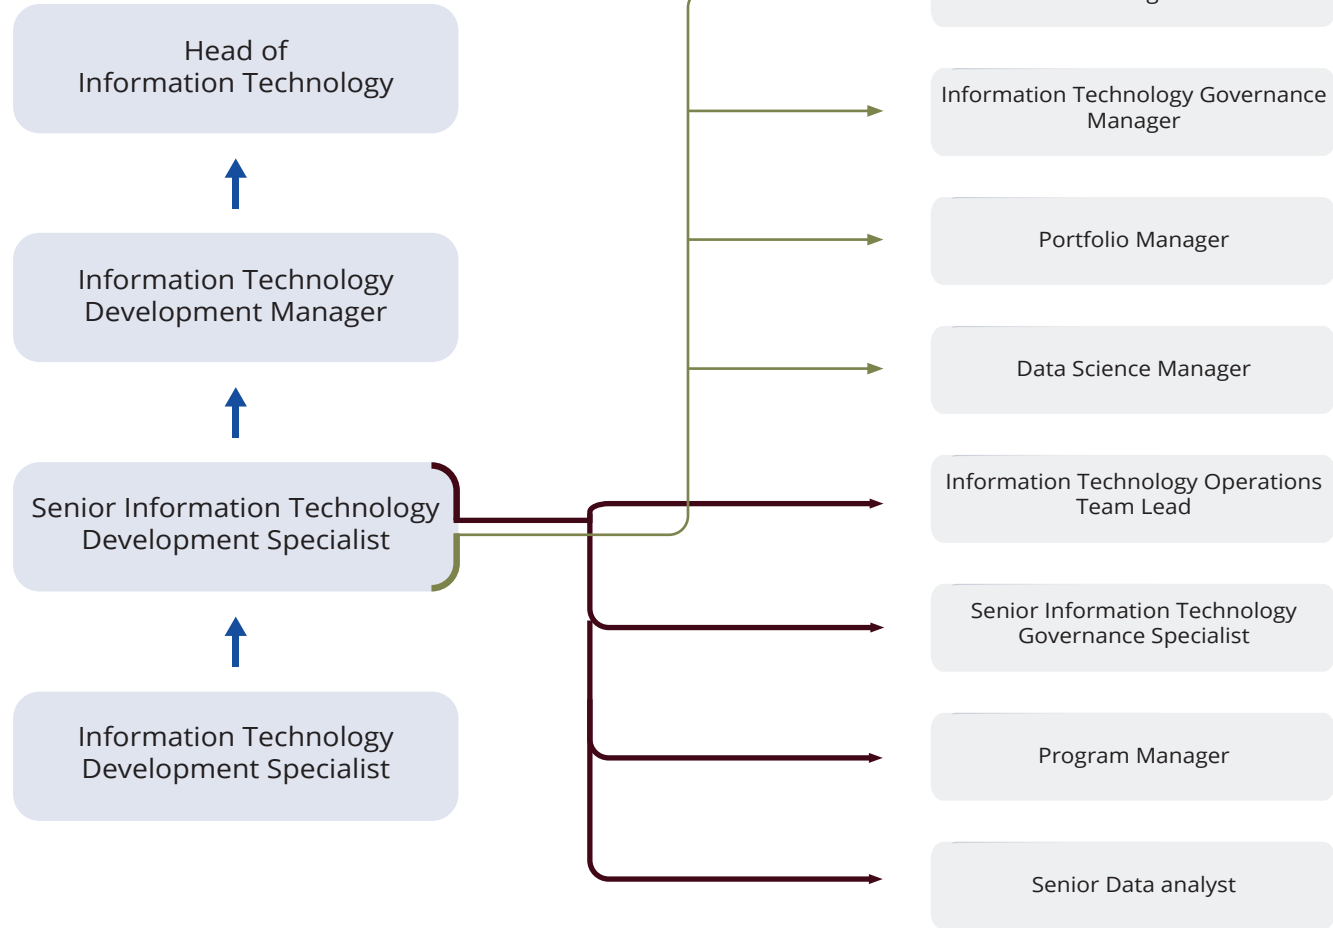 Head of
Information Technology
Information Technology
Development Manager
Senior Information Technology
Development Specialist
Information Technology
Development Specialist
Information Technology Governance
Manager
Portfolio Manager
Data Science Manager
Information Technology Operations
Team Lead
Senior Information Technology
Governance Specialist
Program Manager
Senior Data analyst